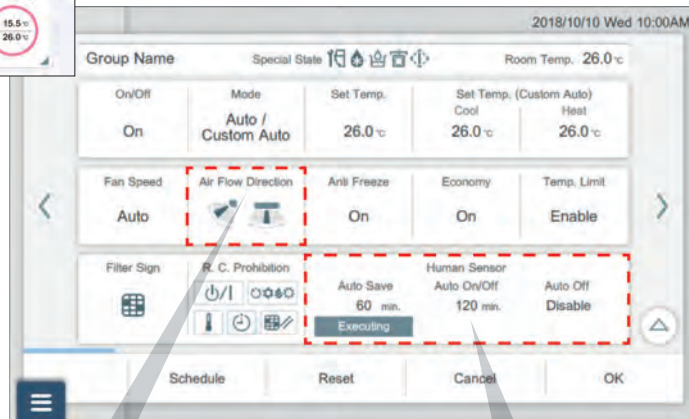 2018/10/10 Wed 10:00AM
15.5 °C
26.0 °C
Group Name
Special State
Room Temp. 26.0 °C
On/Off
Mode
Set Temp.
Set Temp. (Custom Auto)
Cool
Heat
On
Auto /
Custom Auto
26.0 °C
26.0 °C
26.0 °C
Fan Speed
Air Flow Direction
Anti Freeze
Economy
Temp. Limit
Auto
On
On
Enable
Filter Sign
R. C. Prohibition
Human Sensor
Auto Save
Auto On/Off
Auto Off
60 min.
120 min.
Disable
Executing
Schedule
Reset
Cancel
OK